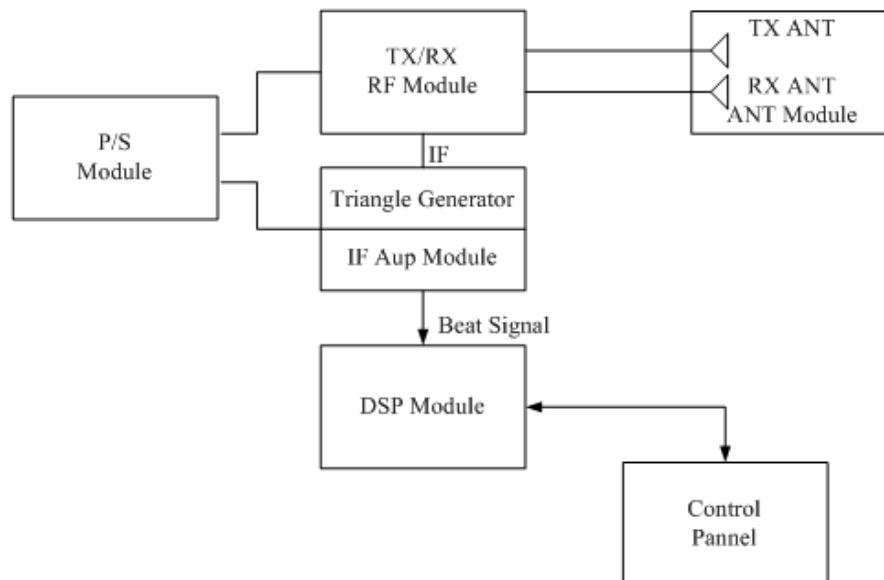 TX/RX
RF Module
TX ANT
RX ANT
ANT Module
P/S
Module
IF
Triangle Generator
IF Aup Module
Beat Signal
DSP Module
Control
Pannel